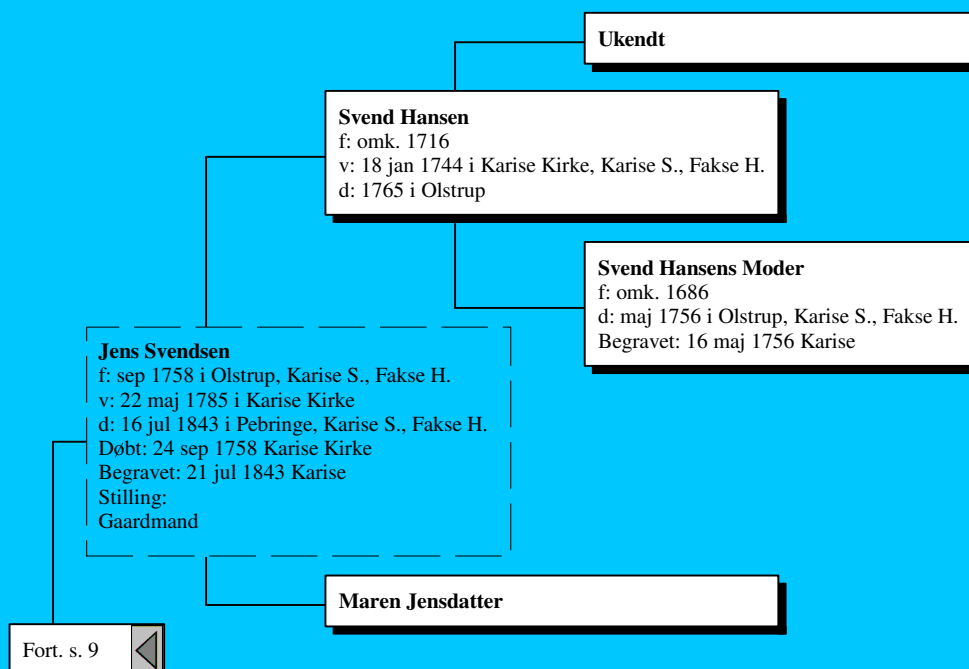 Ukendt
Svend Hansen
f: omk. 1716
v: 18 jan 1744 i Karise Kirke, Karise S., Fakse H.
d: 1765 i Olstrup
Svend Hansens Moder
f: omk. 1686
d: maj 1756 i Olstrup, Karise S., Fakse H.
Begravet: 16 maj 1756 Karise
Jens Svendsen
f: sep 1758 i Olstrup, Karise S., Fakse H.
v: 22 maj 1785 i Karise Kirke
d: 16 jul 1843 i Pebringe, Karise S., Fakse H.
Døbt: 24 sep 1758 Karise Kirke
Begravet: 21 jul 1843 Karise
Stilling:
Gaardmand
Maren Jensdatter
Fort. s. 9